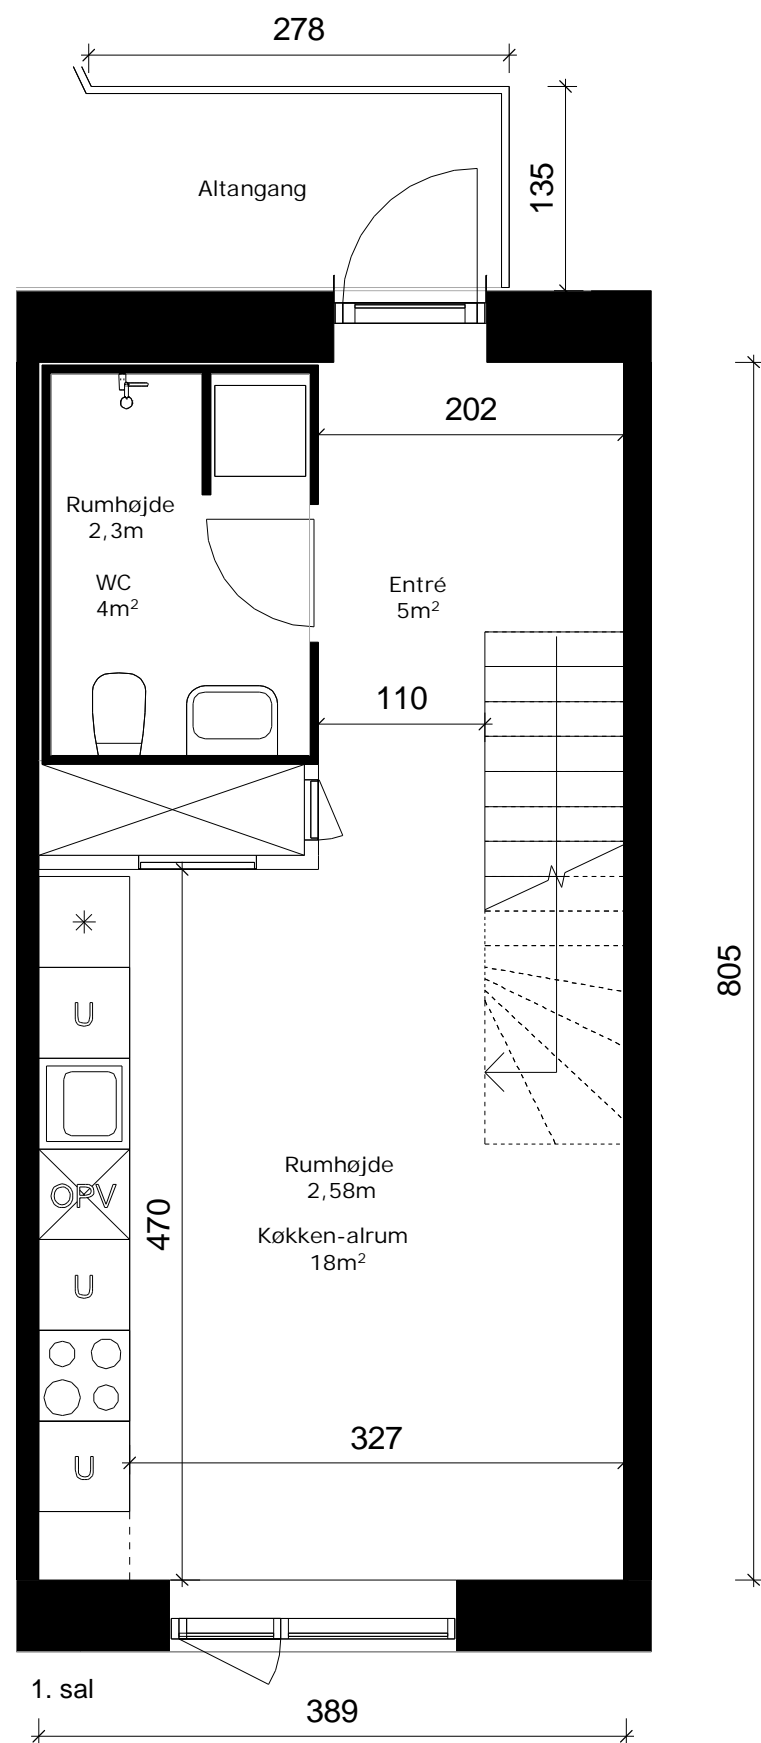 278
Altangang
135
202
Rumhøjde
2,3m
WC
4m²
Entré
5m²
110
U
805
OPV
Rumhøjde
2,58m
Køkken-alrum
18m²
470
U
327
U
1. sal
389